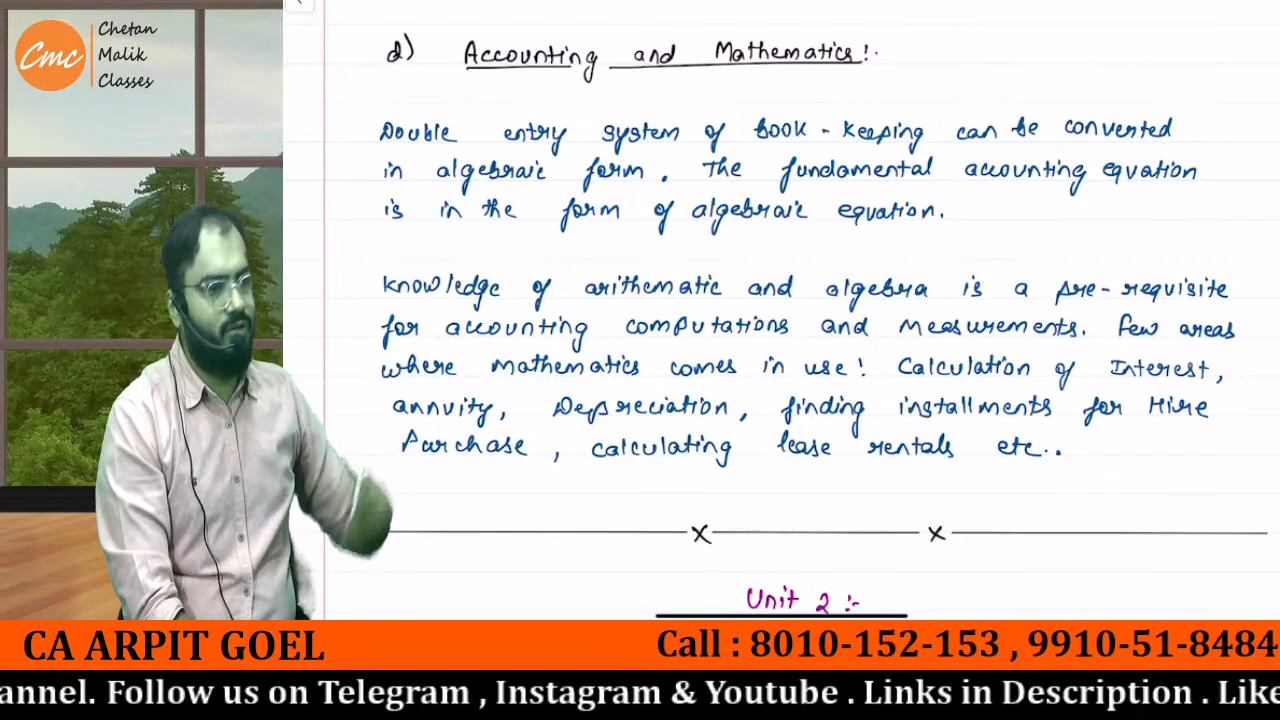 Cmc
Chetan
Malik
Classes
d) Accounting and Mathematics:-
Double entry system of book-keeping can be converted
in algebraic form. The fundamental accounting equation
is in the form of algebraic equation.
Knowledge of arithematic and algebra is a pre-requisite
for accounting computations and measurements. Few areas
where mathematics comes in use: Calculation of Interest,
annuity, Depreciation, finding installments for Hire
Purchase, calculating lease rentals etc..
Unit 2 :-
CA ARPIT GOEL
Call : 8010-152-153 , 9910-51-8484
annel. Follow us on Telegram , Instagram & Youtube . Links in Description . Like